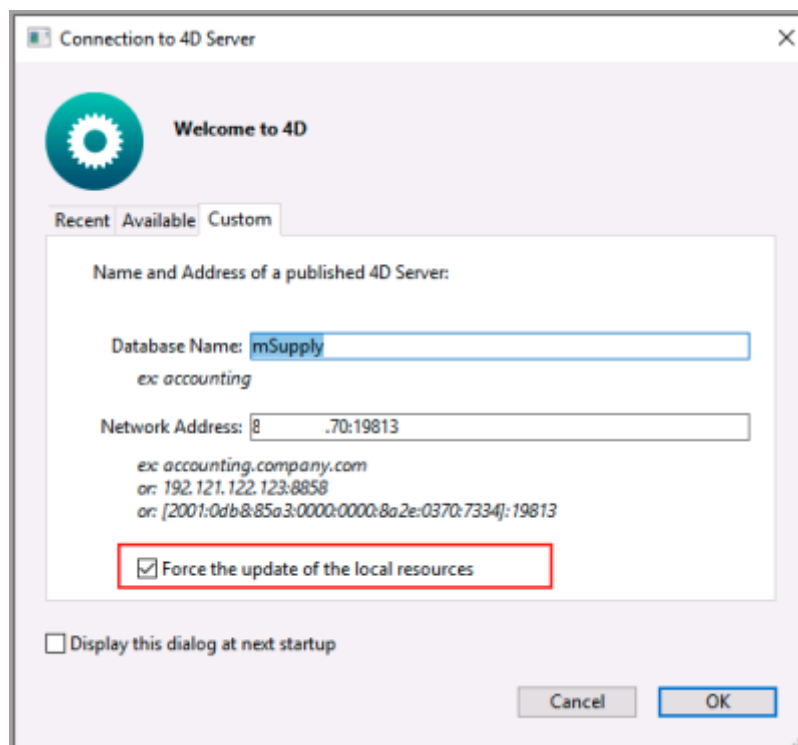 Connection to 4D Server
Welcome to 4D
Recent Available Custom
Name and Address of a published 4D Server:
Database Name: mSupply
ex: accounting
Network Address: 8 .70:19813
ex: accounting.company.com
or: 192.121.122.123:8858
or: [2001:0db8:85a3:0000:0000:8a2e:0370:7334]:19813
Force the update of the local resources
Display this dialog at next startup
Cancel OK